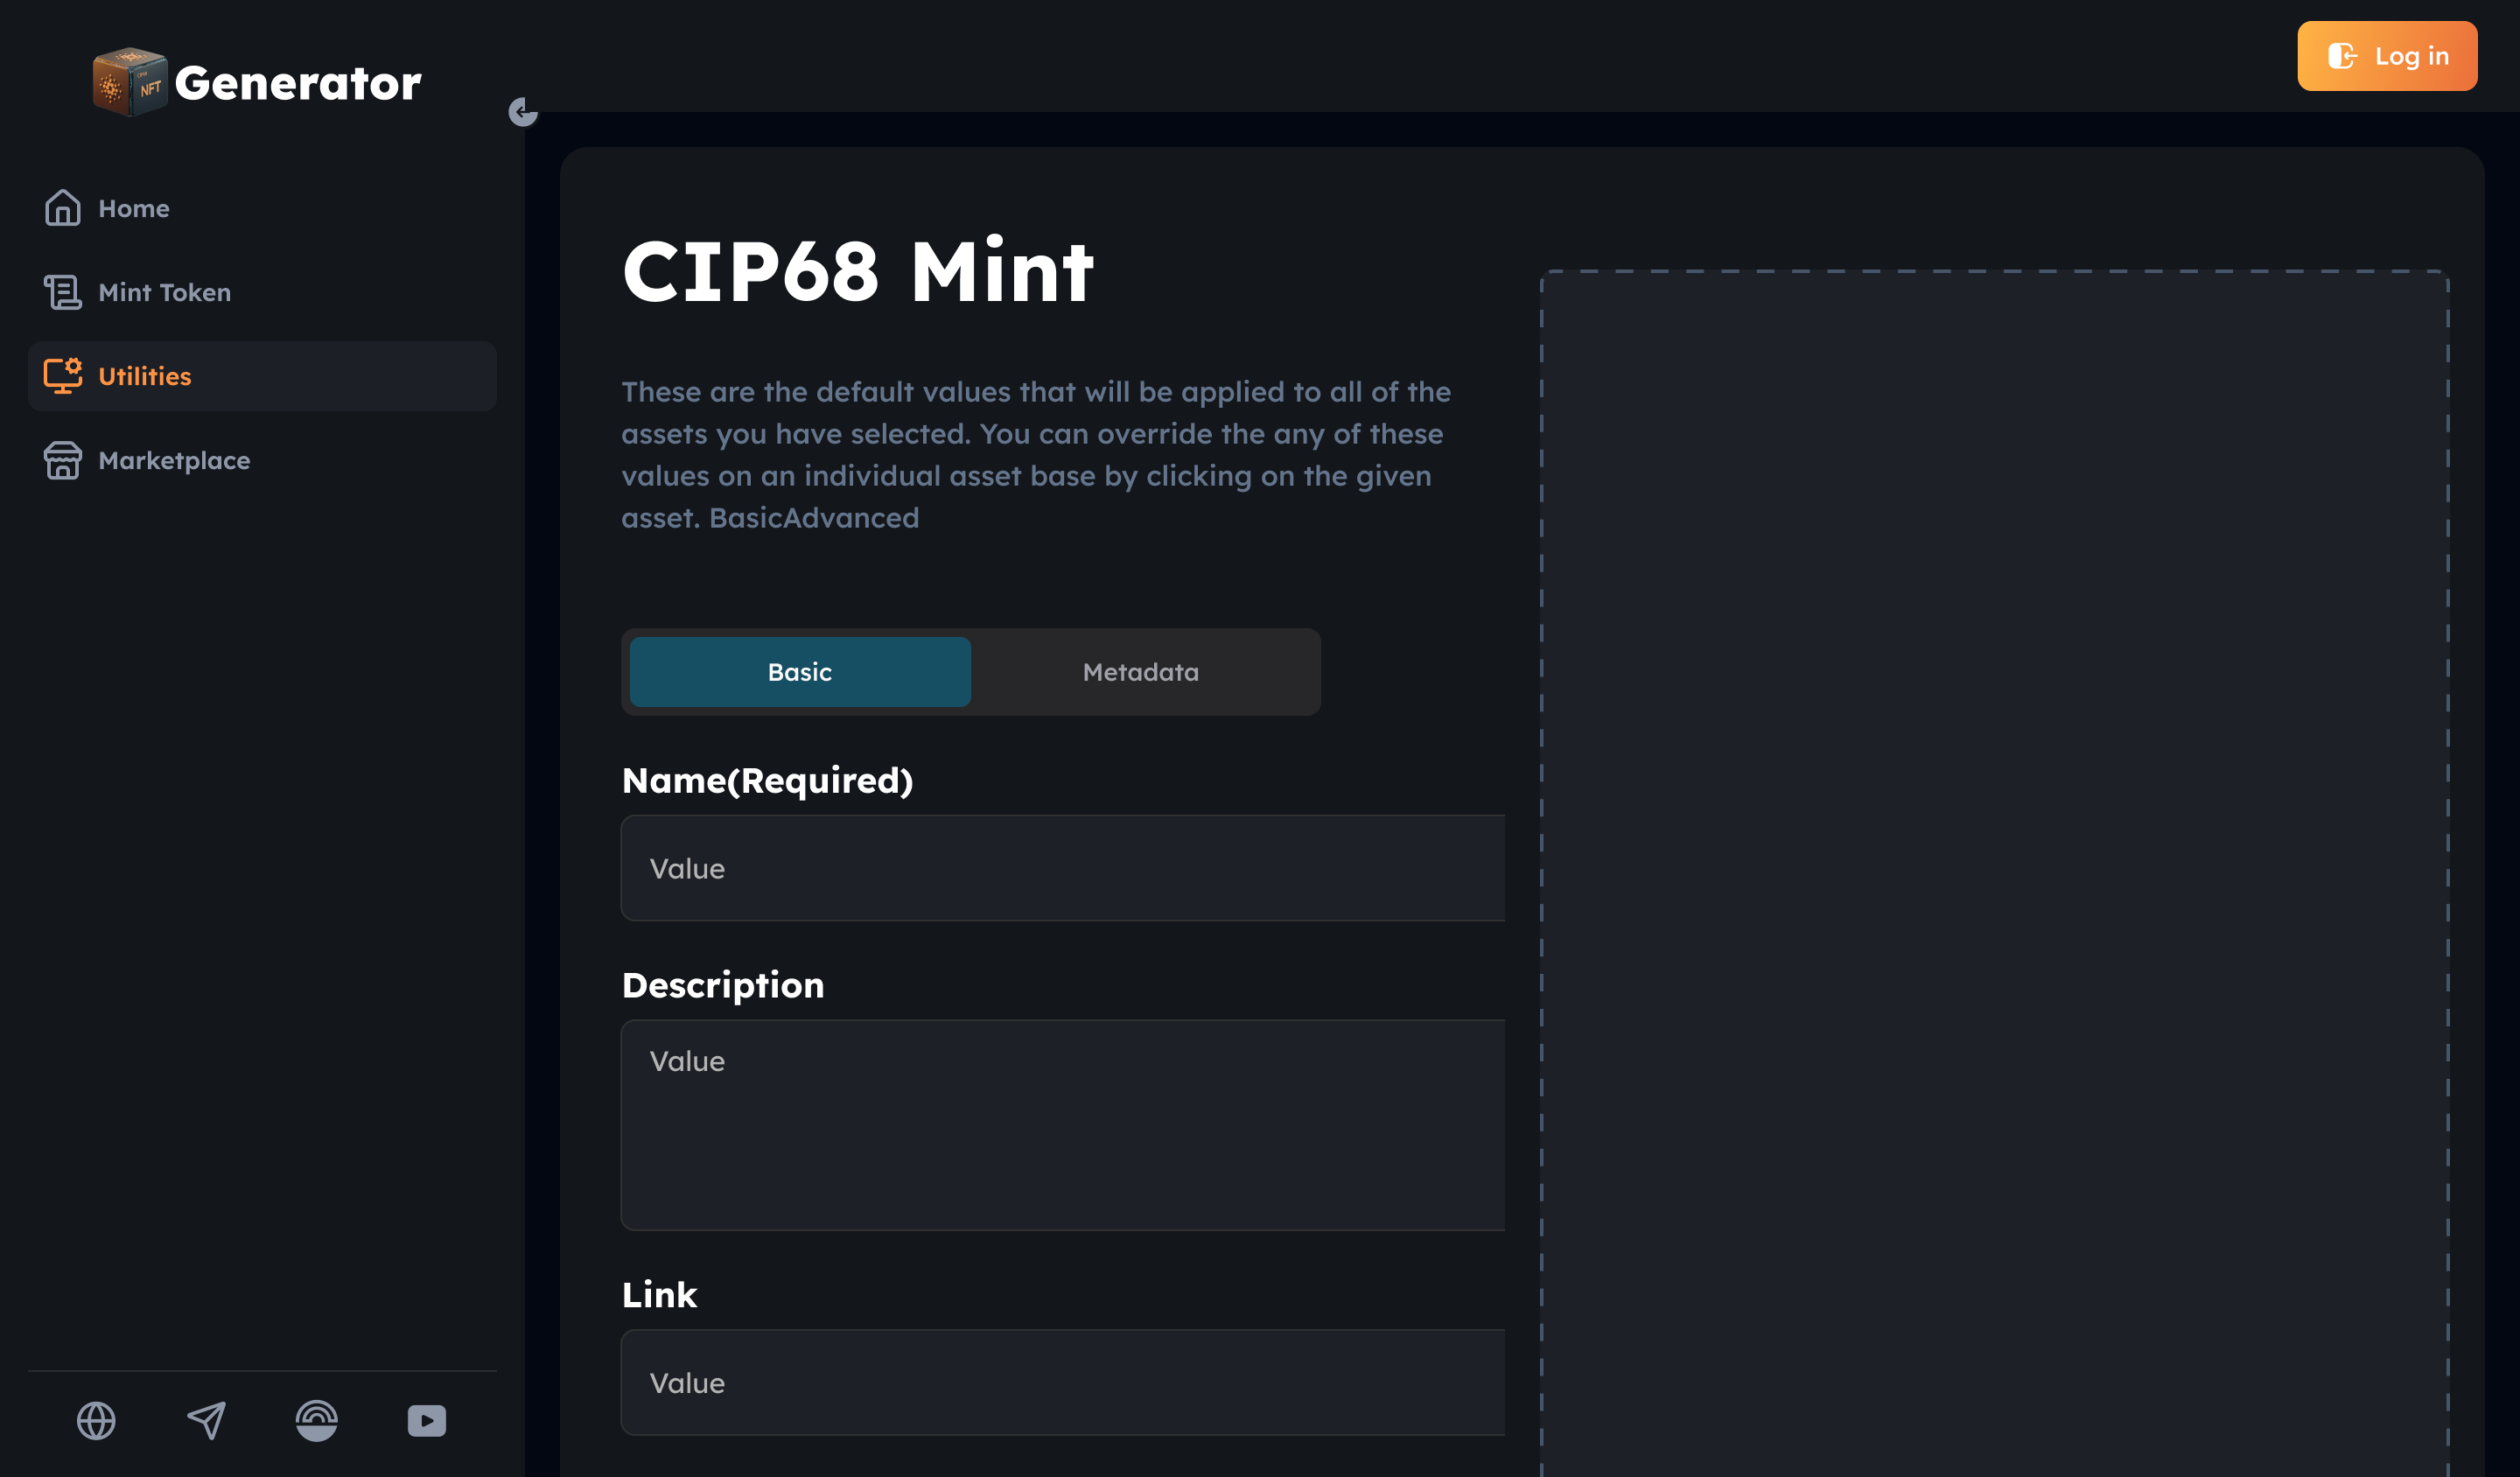 NFT
Generator
Log in
Home
Mint Token
Utilities
Marketplace
CIP68 Mint
These are the default values that will be applied to all of the
assets you have selected. You can override the any of these
values on an individual asset base by clicking on the given
asset. BasicAdvanced
Basic
Metadata
Name(Required)
Value
Description
Value
Link
Value